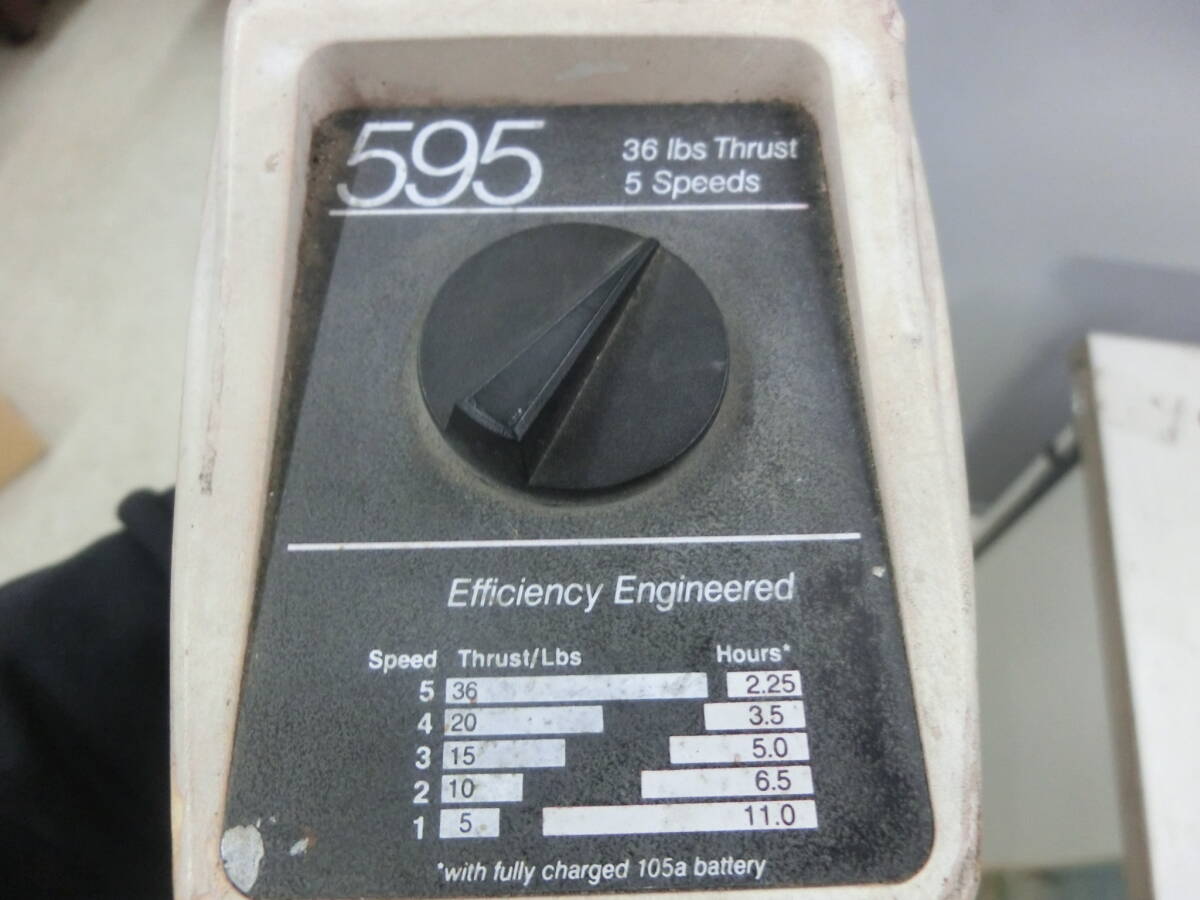 595
36 lbs Thrust
5 Speeds
Efficiency Engineered
Speed Thrust/Lbs Hours*
5 36 2.25
4 20 3.5
3 15 5.0
2 10 6.5
1 5 11.0
*with fully charged 105a battery